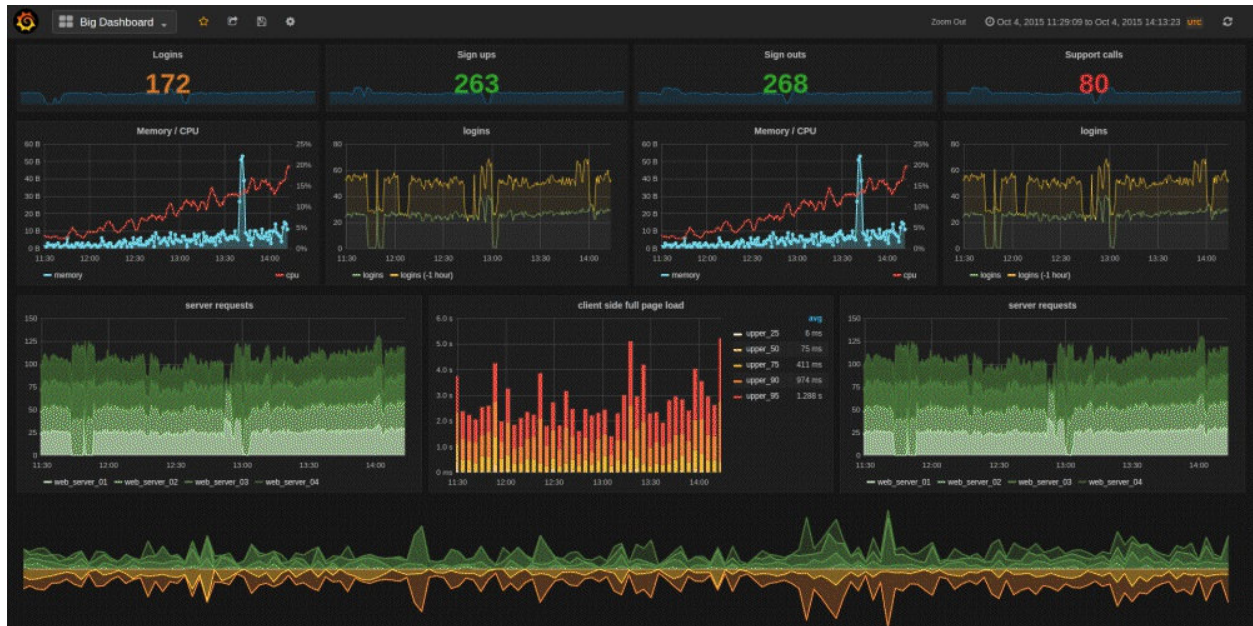 Big Dashboard
Zoom Out
Oct 4, 2015 11:29:09 to Oct 4, 2015 14:13:23 UTC
Logins
172
Sign ups
263
Sign outs
268
Support calls
80
Memory / CPU
60 B
50 B
40 B
30 B
20 B
10 B
0 B
25%
20%
15%
10%
5%
0%
11:30 12:00 12:30 13:00 13:30 14:00
memory cpu
logins
80
60
40
20
0
11:30 12:00 12:30 13:00 13:30 14:00
logins logins (-1 hour)
Memory / CPU
60 B
50 B
40 B
30 B
20 B
10 B
0 B
25%
20%
15%
10%
5%
0%
11:30 12:00 12:30 13:00 13:30 14:00
memory cpu
logins
80
60
40
20
0
11:30 12:00 12:30 13:00 13:30 14:00
logins logins (-1 hour)
server requests
150
125
100
75
50
25
0
11:30 12:00 12:30 13:00 13:30 14:00
web_server_01 web_server_02 web_server_03 web_server_04
client side full page load
6.0 s
5.0 s
4.0 s
3.0 s
2.0 s
1.0 s
0 ms
11:30 12:00 12:30 13:00 13:30 14:00
avg
upper_25 6 ms
upper_50 75 ms
upper_75 411 ms
upper_90 974 ms
upper_95 1.298 s
server requests
150
125
100
75
50
25
0
11:30 12:00 12:30 13:00 13:30 14:00
web_server_01 web_server_02 web_server_03 web_server_04